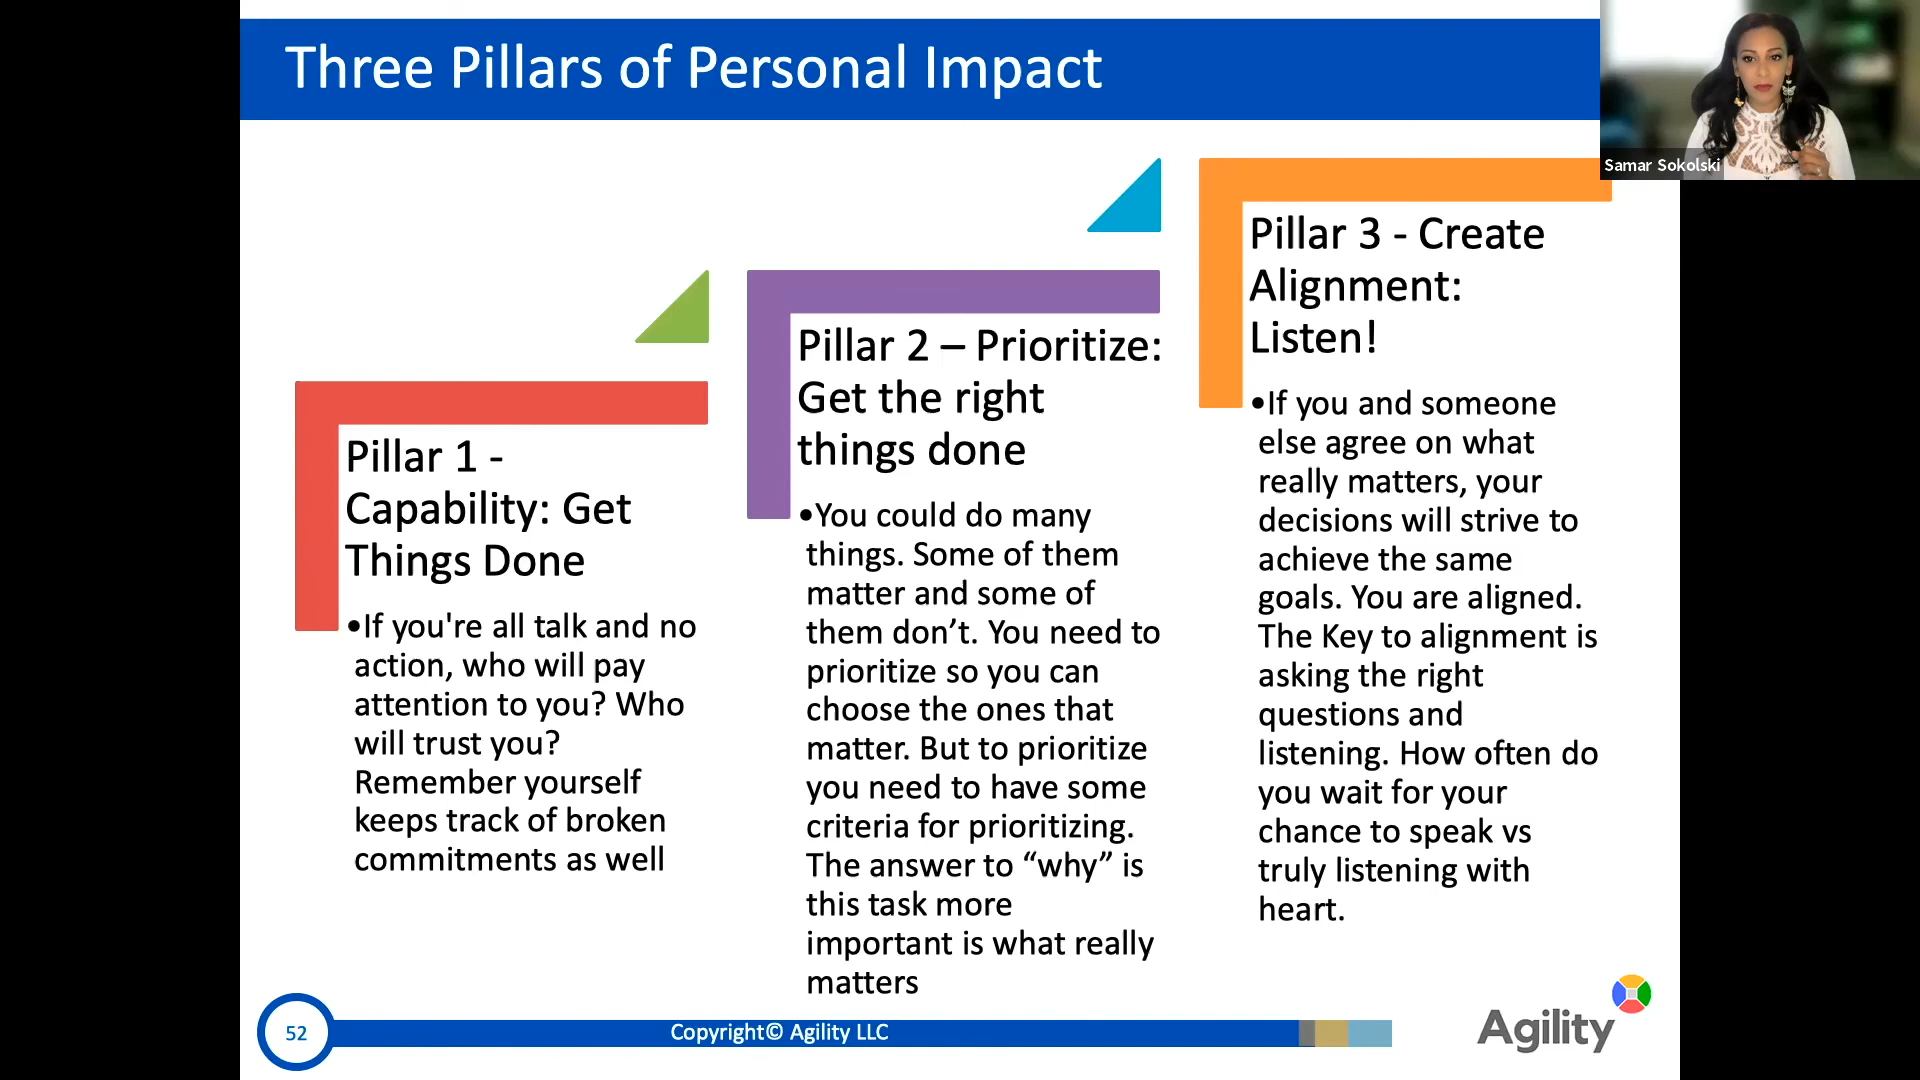 Three Pillars of Personal Impact
Samar Sokolski
Pillar 1 -
Capability: Get
Things Done
•If you're all talk and no
action, who will pay
attention to you? Who
will trust you?
Remember yourself
keeps track of broken
commitments as well
Pillar 2 – Prioritize:
Get the right
things done
•You could do many
things. Some of them
matter and some of
them don’t. You need to
prioritize so you can
choose the ones that
matter. But to prioritize
you need to have some
criteria for prioritizing.
The answer to “why” is
this task more
important is what really
matters
Pillar 3 - Create
Alignment:
Listen!
•If you and someone
else agree on what
really matters, your
decisions will strive to
achieve the same
goals. You are aligned.
The Key to alignment is
asking the right
questions and
listening. How often do
you wait for your
chance to speak vs
truly listening with
heart.
52
Copyright© Agility LLC
Agility